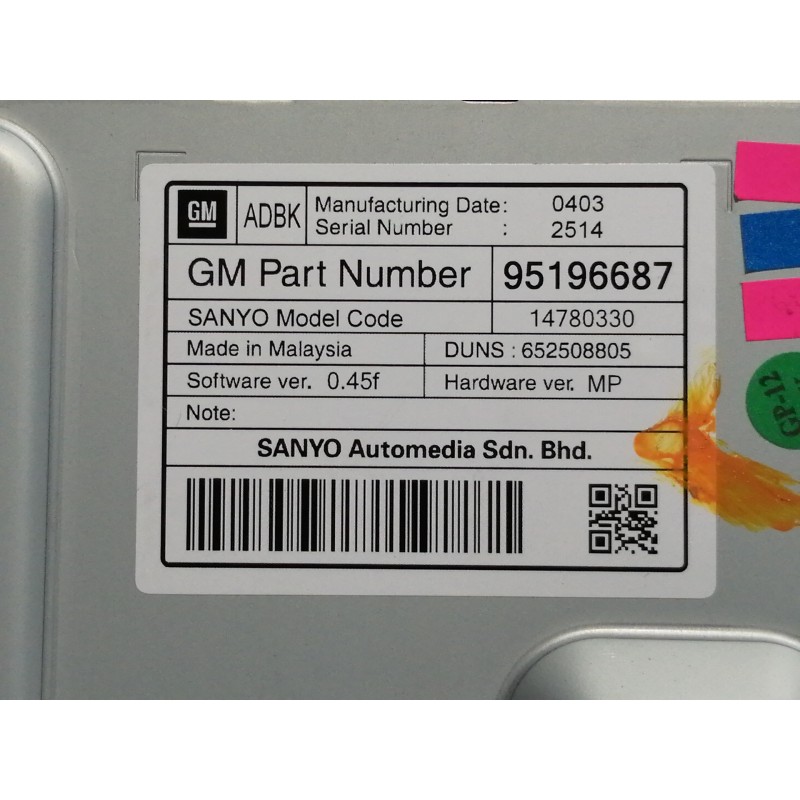 GM ADBK Manufacturing Date: 0403
Serial Number : 2514
GM Part Number 95196687
SANYO Model Code 14780330
Made in Malaysia DUNS : 652508805
Software ver. 0.45f Hardware ver. MP
Note:
SANYO Automedia Sdn. Bhd.
GP-12